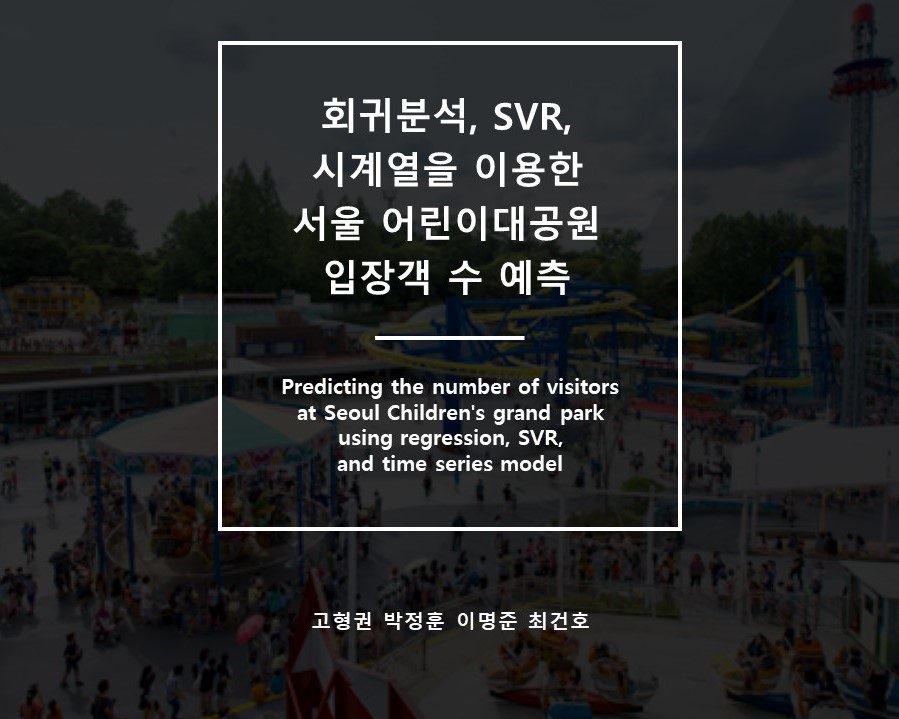 회귀분석, SVR,
시계열을 이용한
서울 어린이대공원
입장객 수 예측
Predicting the number of visitors
at Seoul Children's grand park
using regression, SVR,
and time series model
고형권 박정훈 이명준 최건호